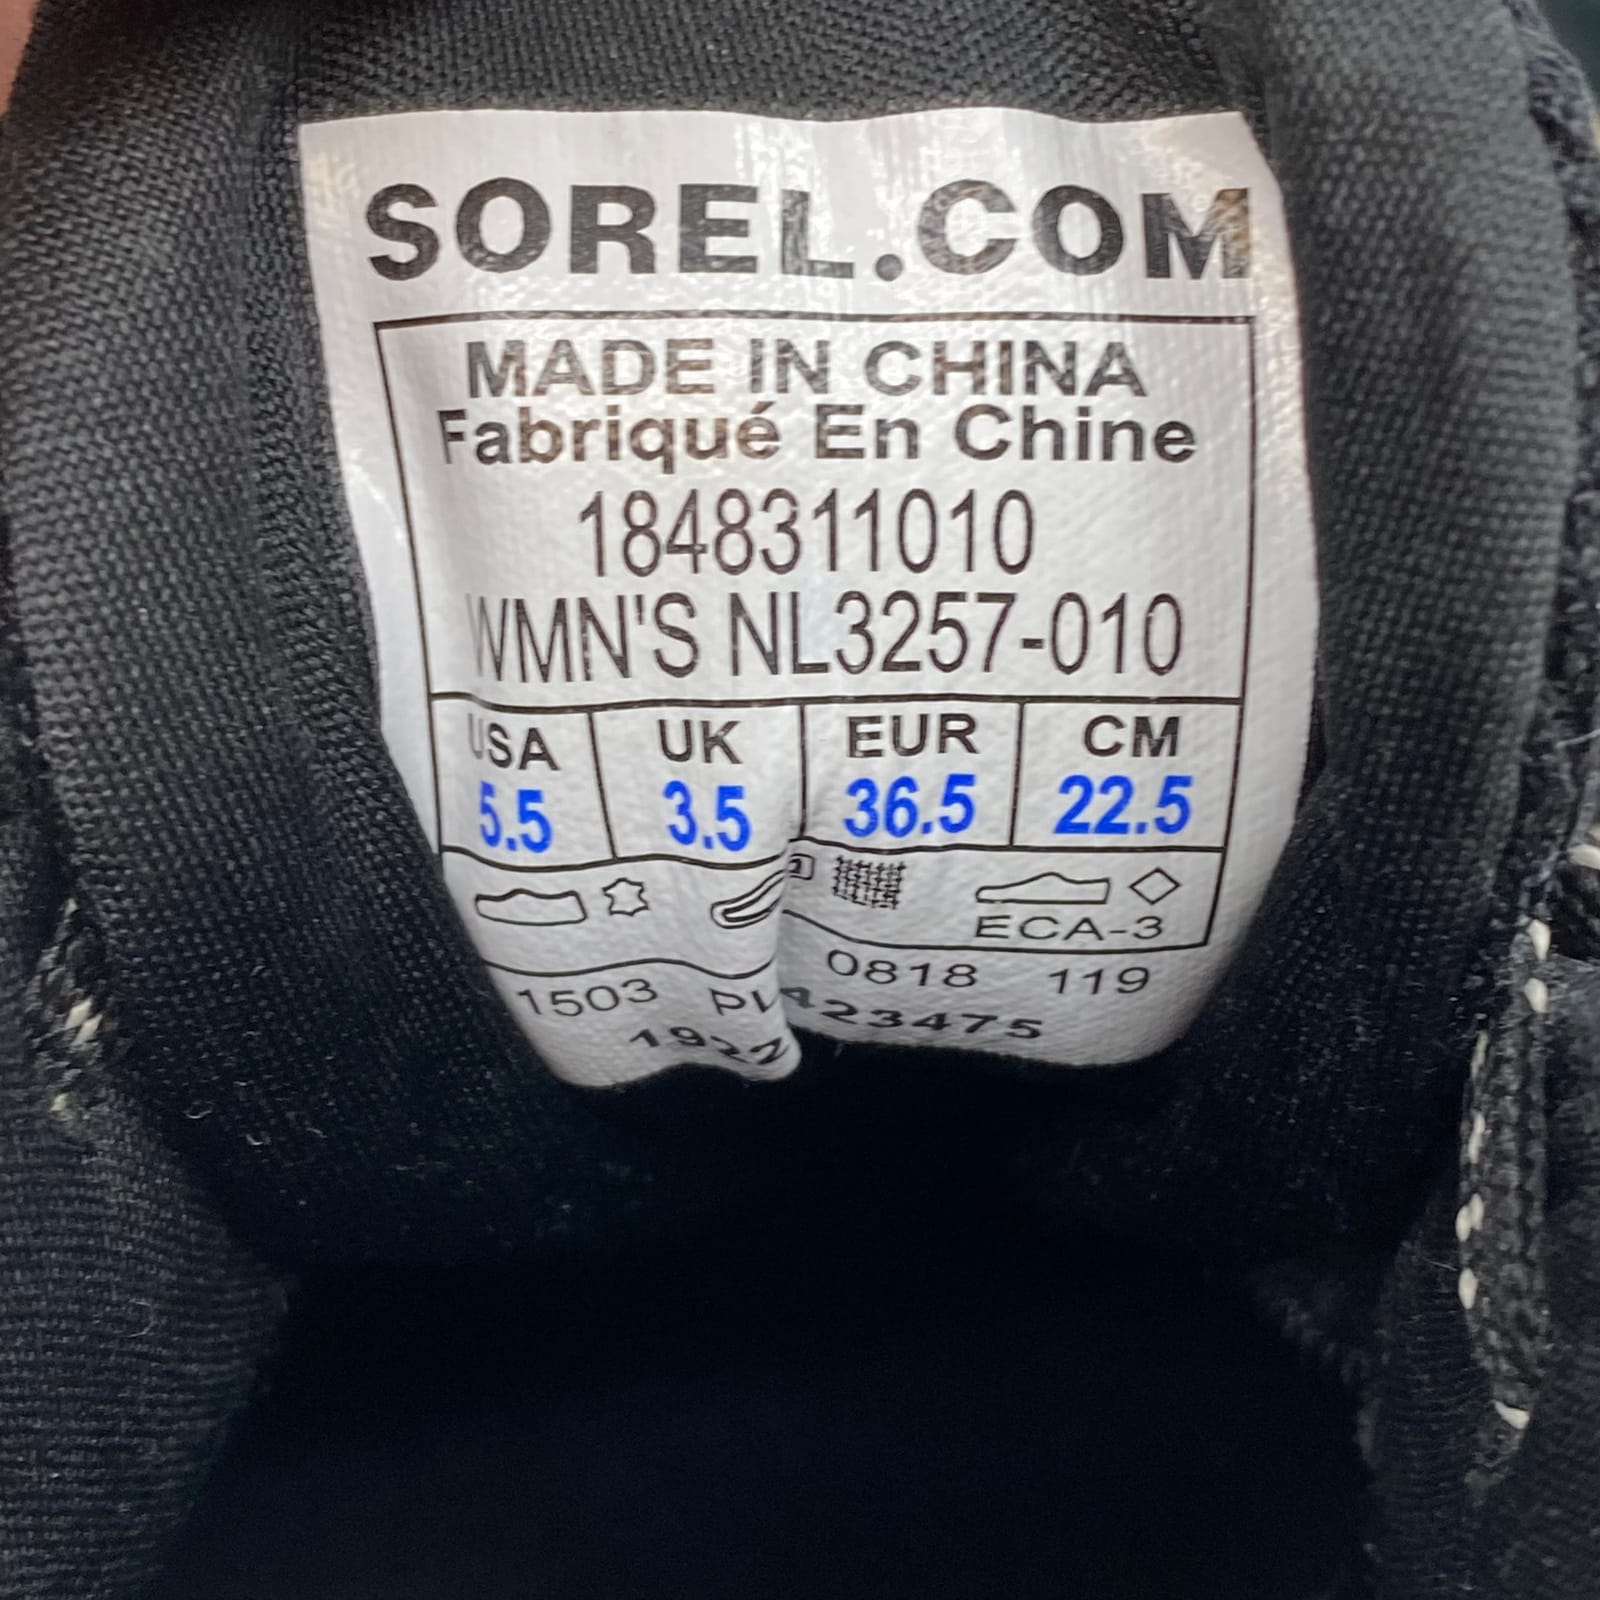 SOREL.COM
MADE IN CHINA
Fabriqué En Chine
1848311010
WMN'S NL3257-010
USA UK EUR CM
5.5 3.5 36.5 22.5
ECA-3
1503 0818 119